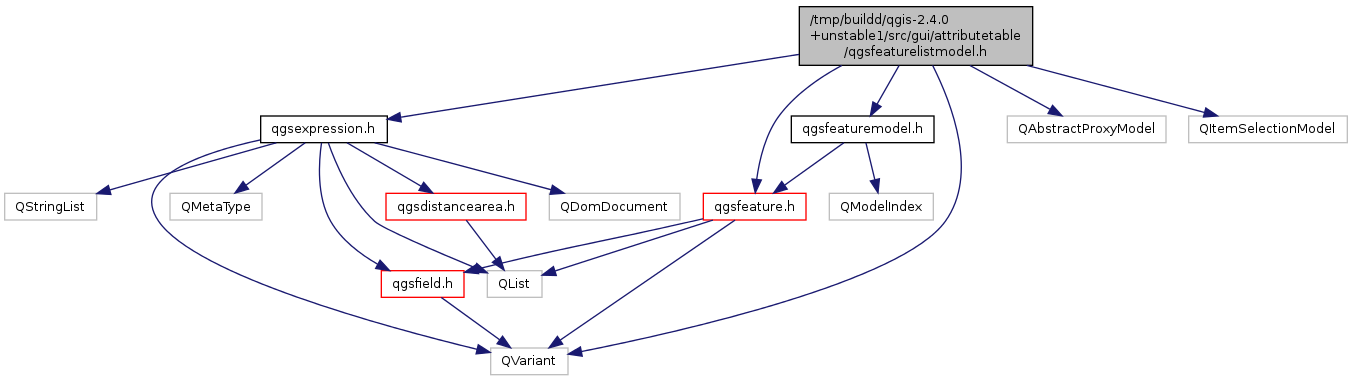 /tmp/buildd/qgis-2.4.0
+unstable1/src/gui/attributetable
/qgsfeaturelistmodel.h
qgsexpression.h
qgsfeaturemodel.h
QAbstractProxyModel
QItemSelectionModel
QStringList
QMetaType
qgsdistancearea.h
QDomDocument
qgsfeature.h
QModelIndex
qgsfield.h
QList
QVariant